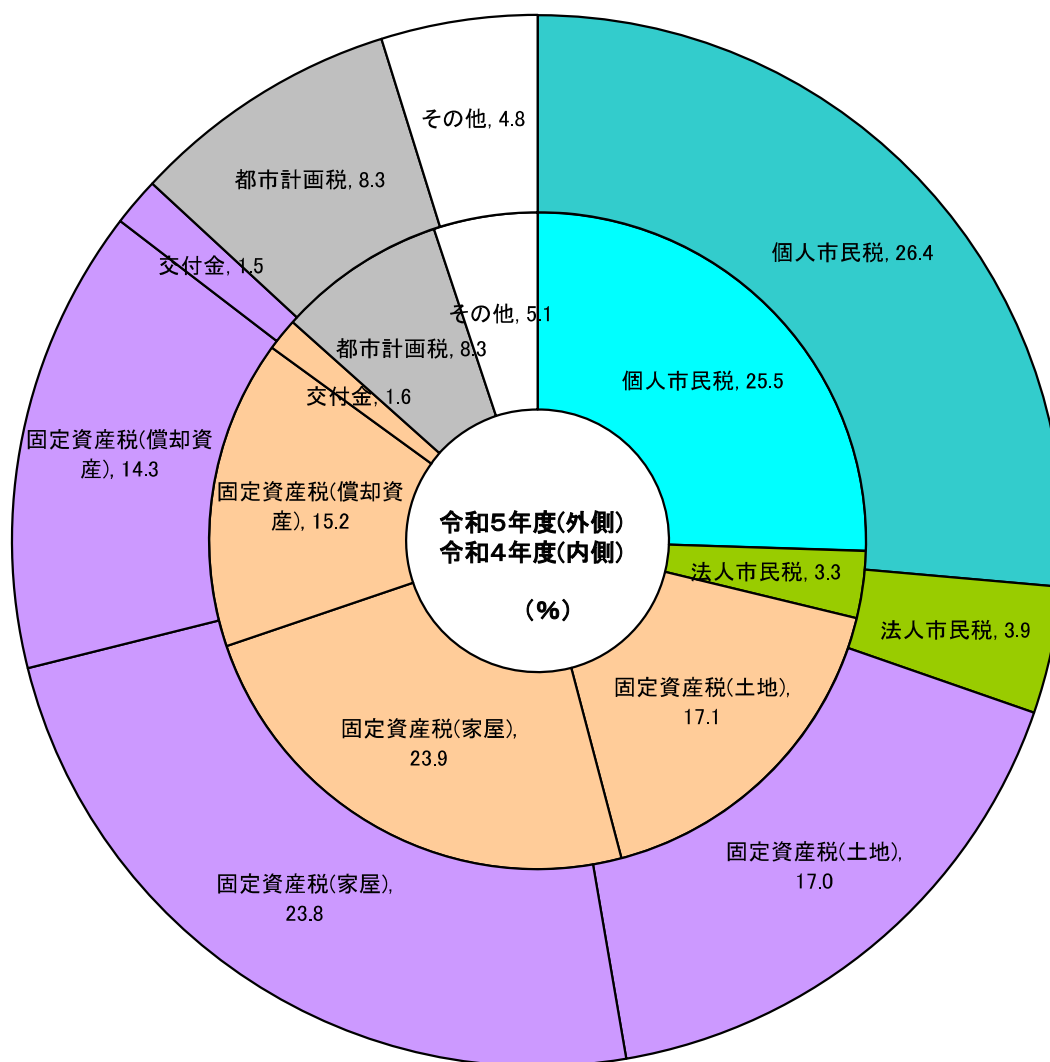 その他, 4.8
個人市民税, 26.4
法人市民税, 3.9
固定資産税(土地),
17.0
固定資産税(家屋),
23.8
固定資産税(償却資
産), 14.3
交付金, 1.5
都市計画税, 8.3
その他, 5.1
個人市民税, 25.5
法人市民税, 3.3
固定資産税(土地),
17.1
固定資産税(家屋),
23.9
固定資産税(償却資
産), 15.2
交付金, 1.6
都市計画税, 8.3
令和5年度(外側)
令和4年度(内側)
(%)